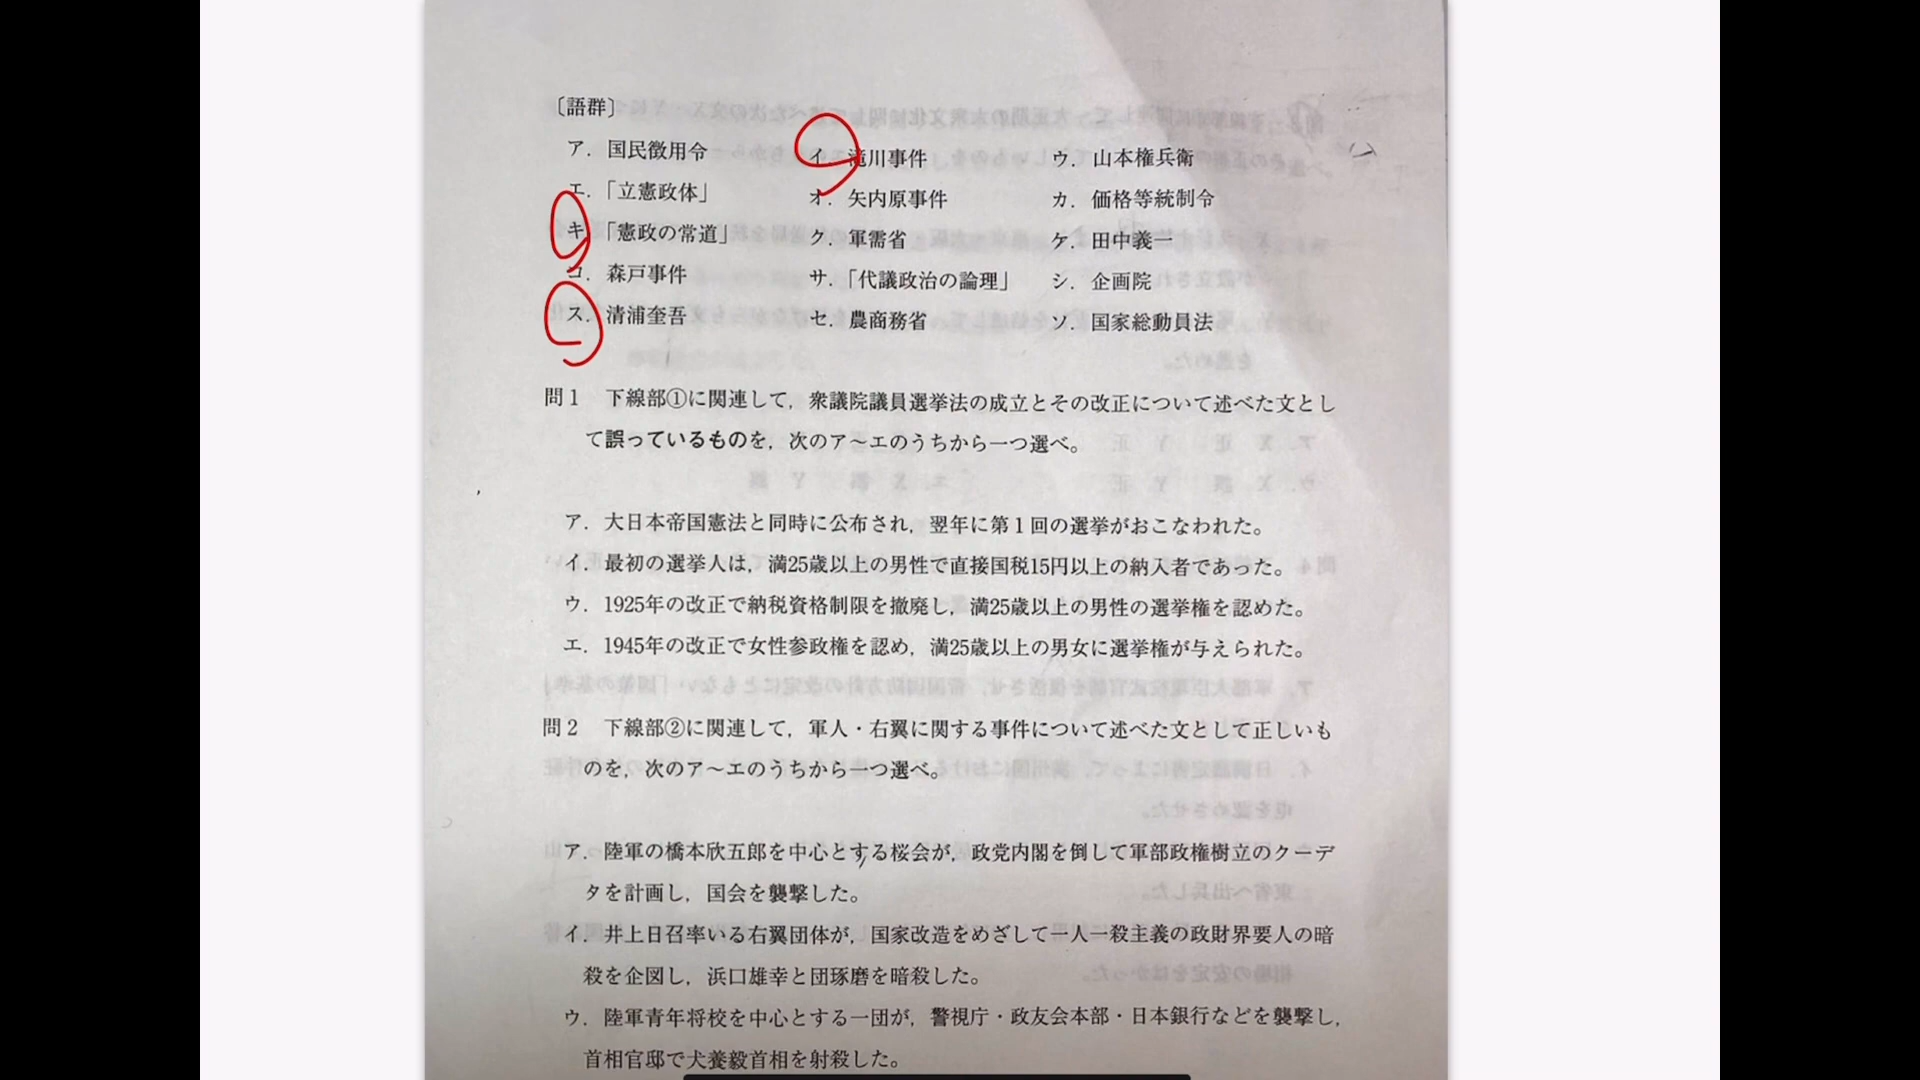 〔語群〕
ア．国民徴用令　イ．滝川事件　ウ．山本権兵衛
エ．「立憲政体」　オ．矢内原事件　カ．価格等統制令
キ．「憲政の常道」　ク．軍需省　ケ．田中義一
コ．森戸事件　サ．「代議政治の論理」　シ．企画院
ス．清浦奎吾　セ．農商務省　ソ．国家総動員法
問1　下線部①に関連して，衆議院議員選挙法の成立とその改正について述べた文とし
て誤っているものを，次のア～エのうちから一つ選べ。
ア．大日本帝国憲法と同時に公布され，翌年に第1回の選挙がおこなわれた。
イ．最初の選挙人は，満25歳以上の男性で直接国税15円以上の納入者であった。
ウ．1925年の改正で納税資格制限を撤廃し，満25歳以上の男性の選挙権を認めた。
エ．1945年の改正で女性参政権を認め，満25歳以上の男女に選挙権が与えられた。
問2　下線部②に関連して，軍人・右翼に関する事件について述べた文として正しいも
のを，次のア～エのうちから一つ選べ。
ア．陸軍の橋本欣五郎を中心とする桜会が，政党内閣を倒して軍部政権樹立のクーデ
タを計画し，国会を襲撃した。
イ．井上日召率いる右翼団体が，国家改造をめざして一人一殺主義の政財界要人の暗
殺を企図し，浜口雄幸と団琢磨を暗殺した。
ウ．陸軍青年将校を中心とする一団が，警視庁・政友会本部・日本銀行などを襲撃し，
首相官邸で犬養毅首相を射殺した。